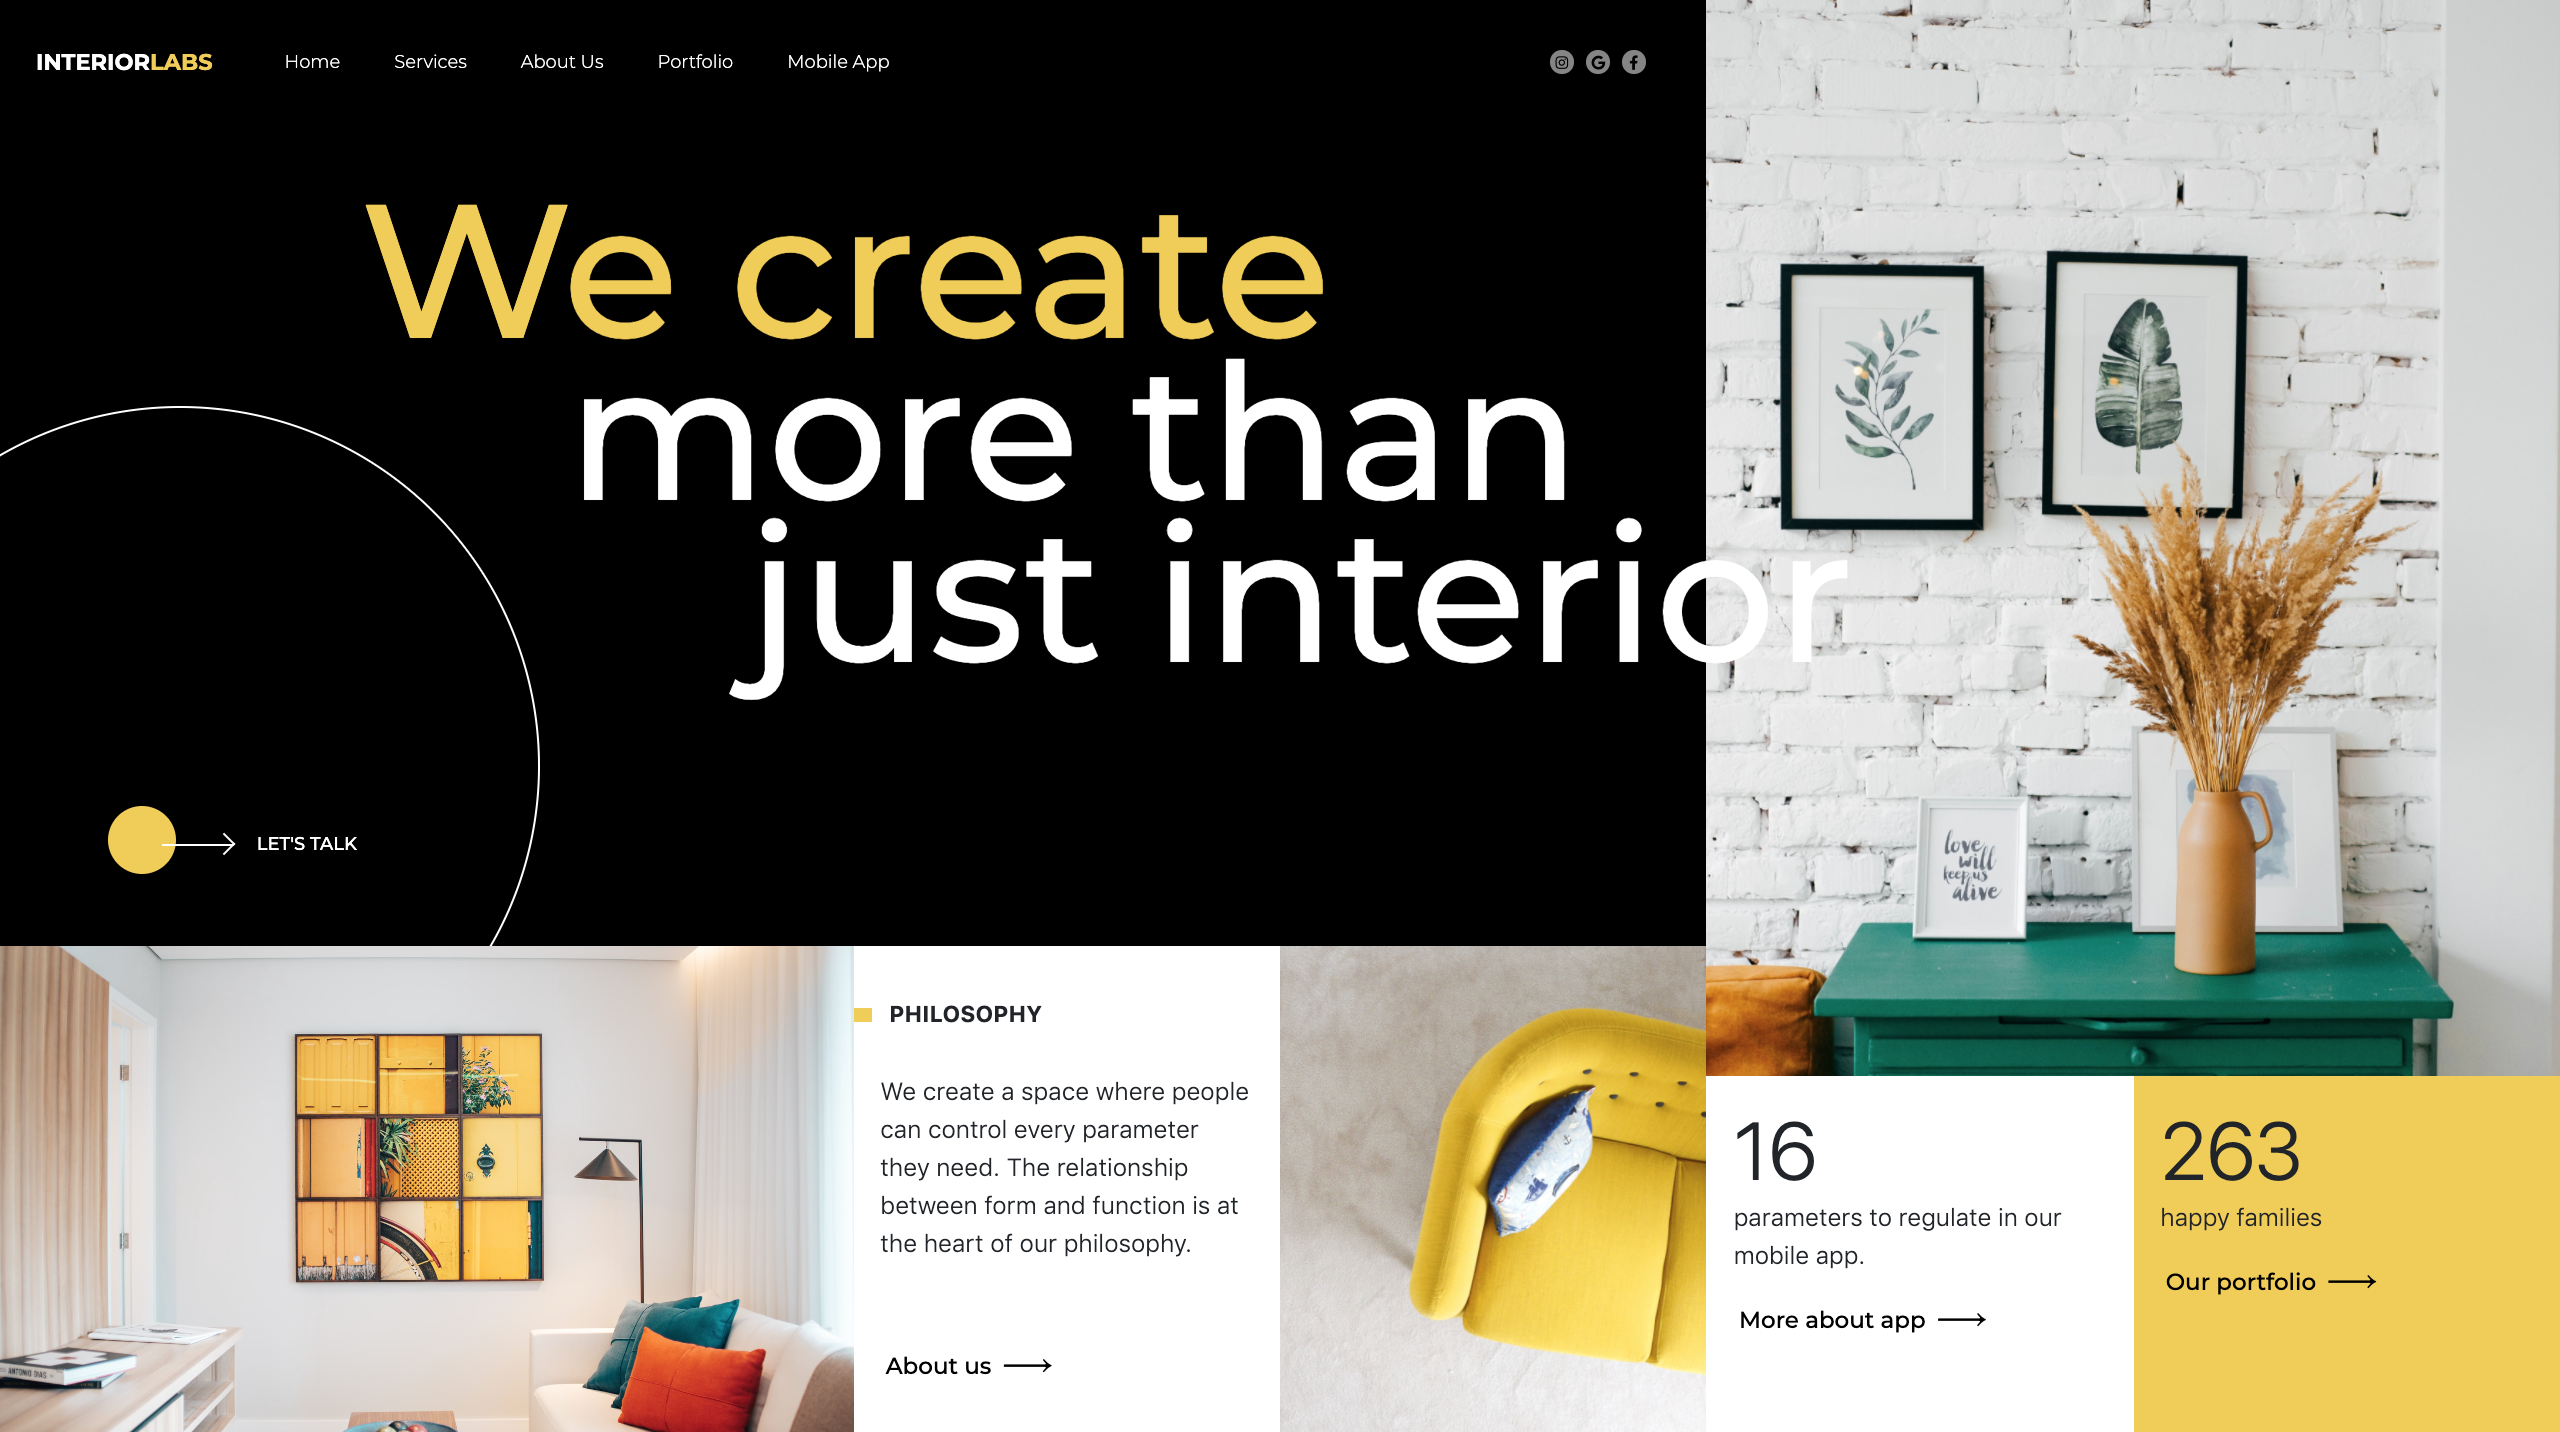 INTERIORLABS
Home
Services
About Us
Portfolio
Mobile App
We create
more than
just interior
LET'S TALK
love
will
keep us
alive
PHILOSOPHY
We create a space where people
can control every parameter
they need. The relationship
between form and function is at
the heart of our philosophy.
About us
16
parameters to regulate in our
mobile app.
More about app
263
happy families
Our portfolio
ANTONIO DIAS